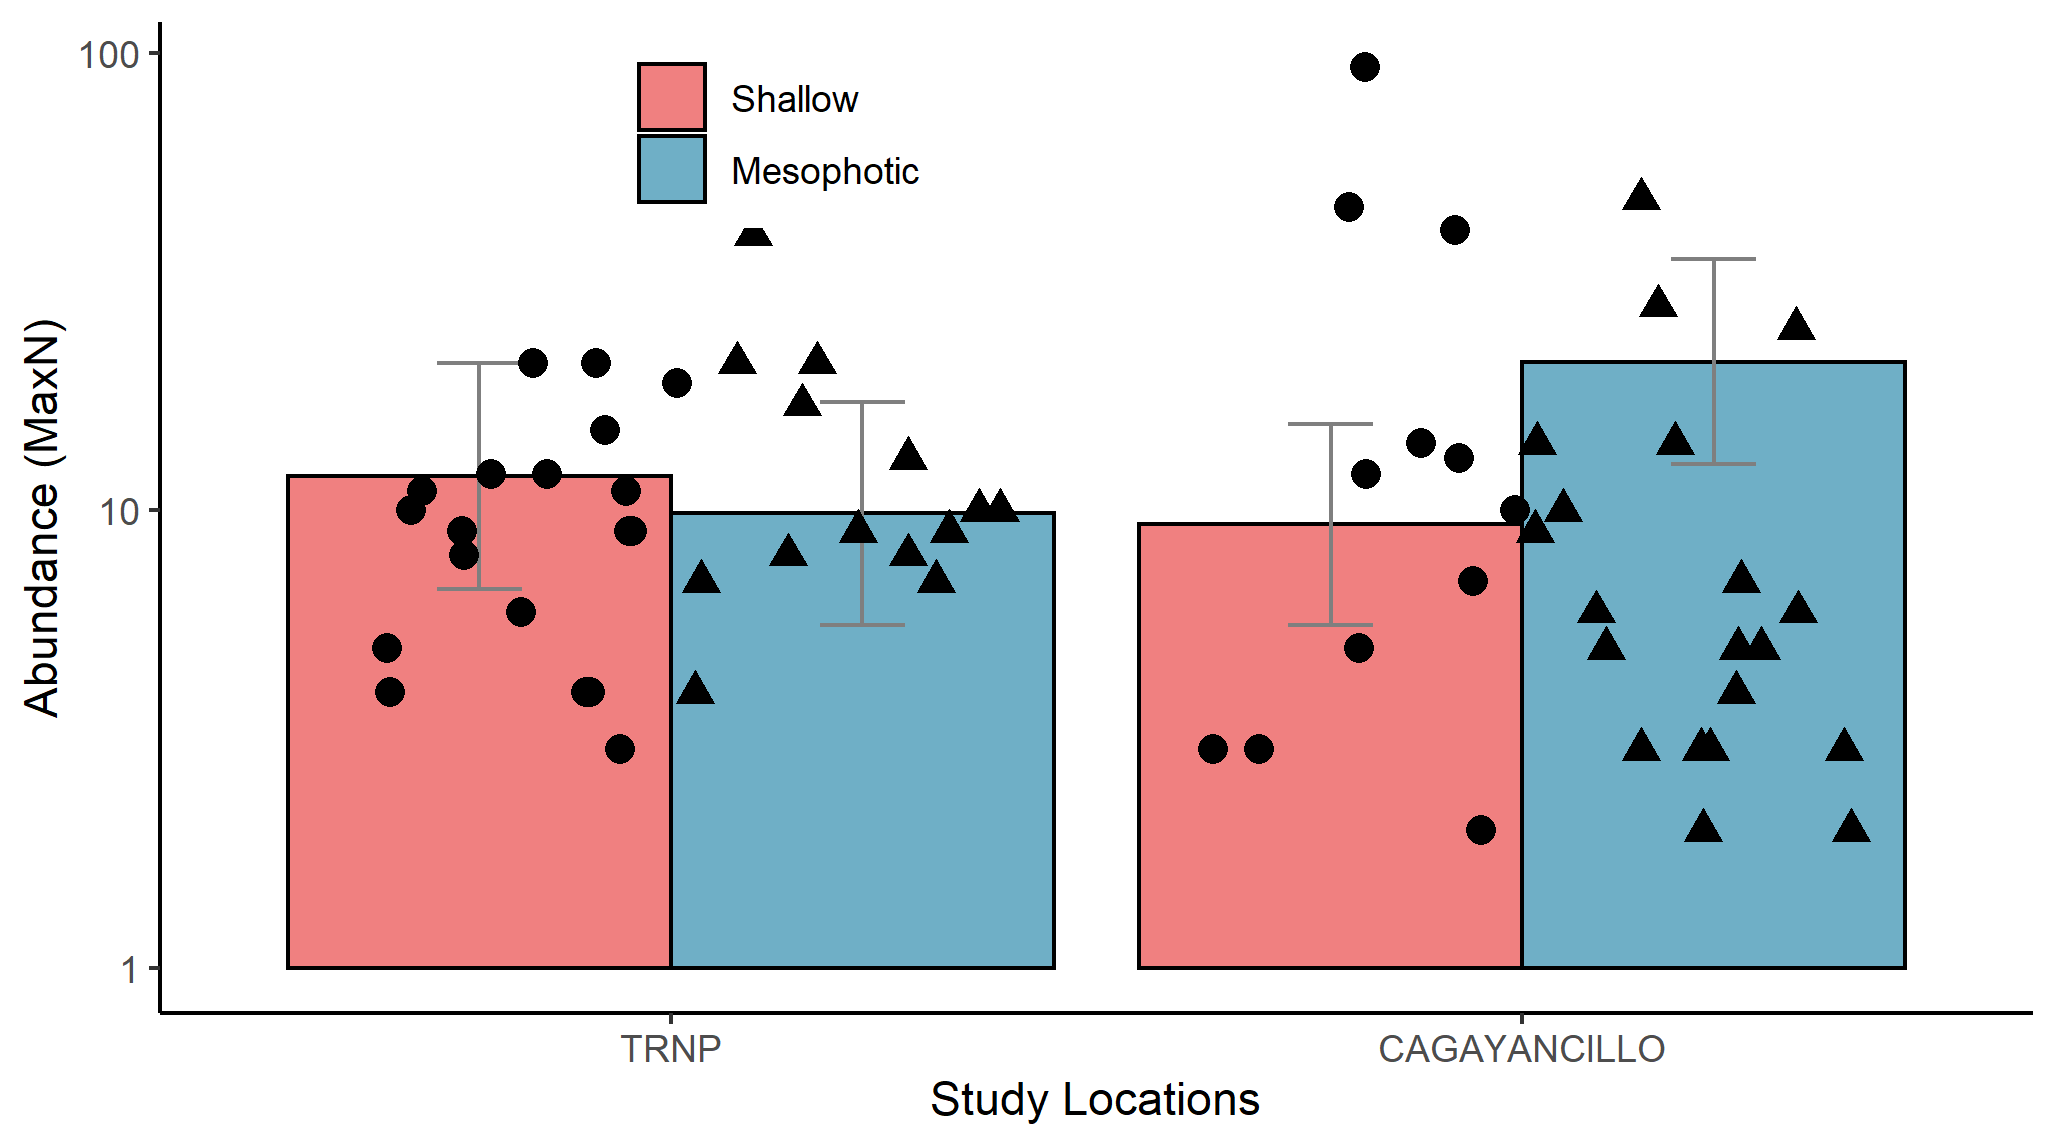 100
10
1
Abundance (MaxN)
Shallow
Mesophotic
TRNP
CAGAYANCILLO
Study Locations